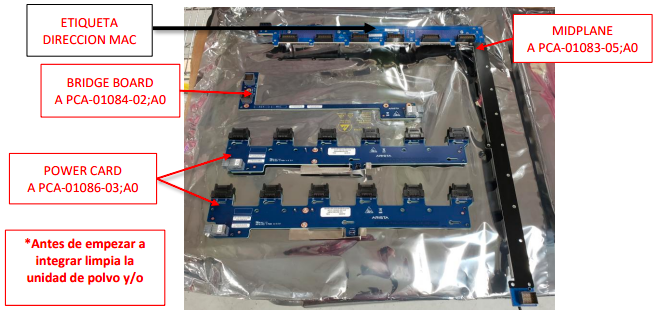 ETIQUETA
DIRECCION MAC
MIDPLANE
A PCA-01083-05;A0
BRIDGE BOARD
A PCA-01084-02;A0
POWER CARD
A PCA-01086-03;A0
ARISTA
ARISTA
*Antes de empezar a
integrar limpia la
unidad de polvo y/o